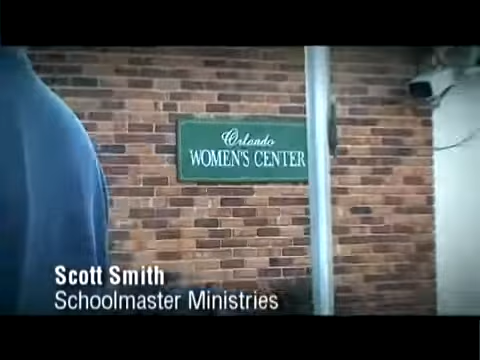 Orlando
WOMEN'S CENTER
Scott Smith
Schoolmaster Ministries